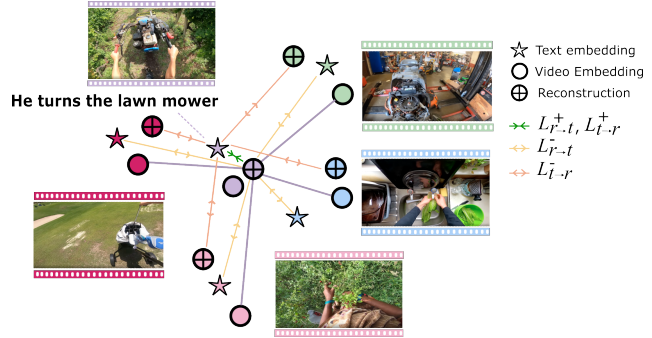 He turns the lawn mower
Text embedding
Video Embedding
Reconstruction
L⁺r→t, L⁺t→r
L⁻r→t
L⁻t→r